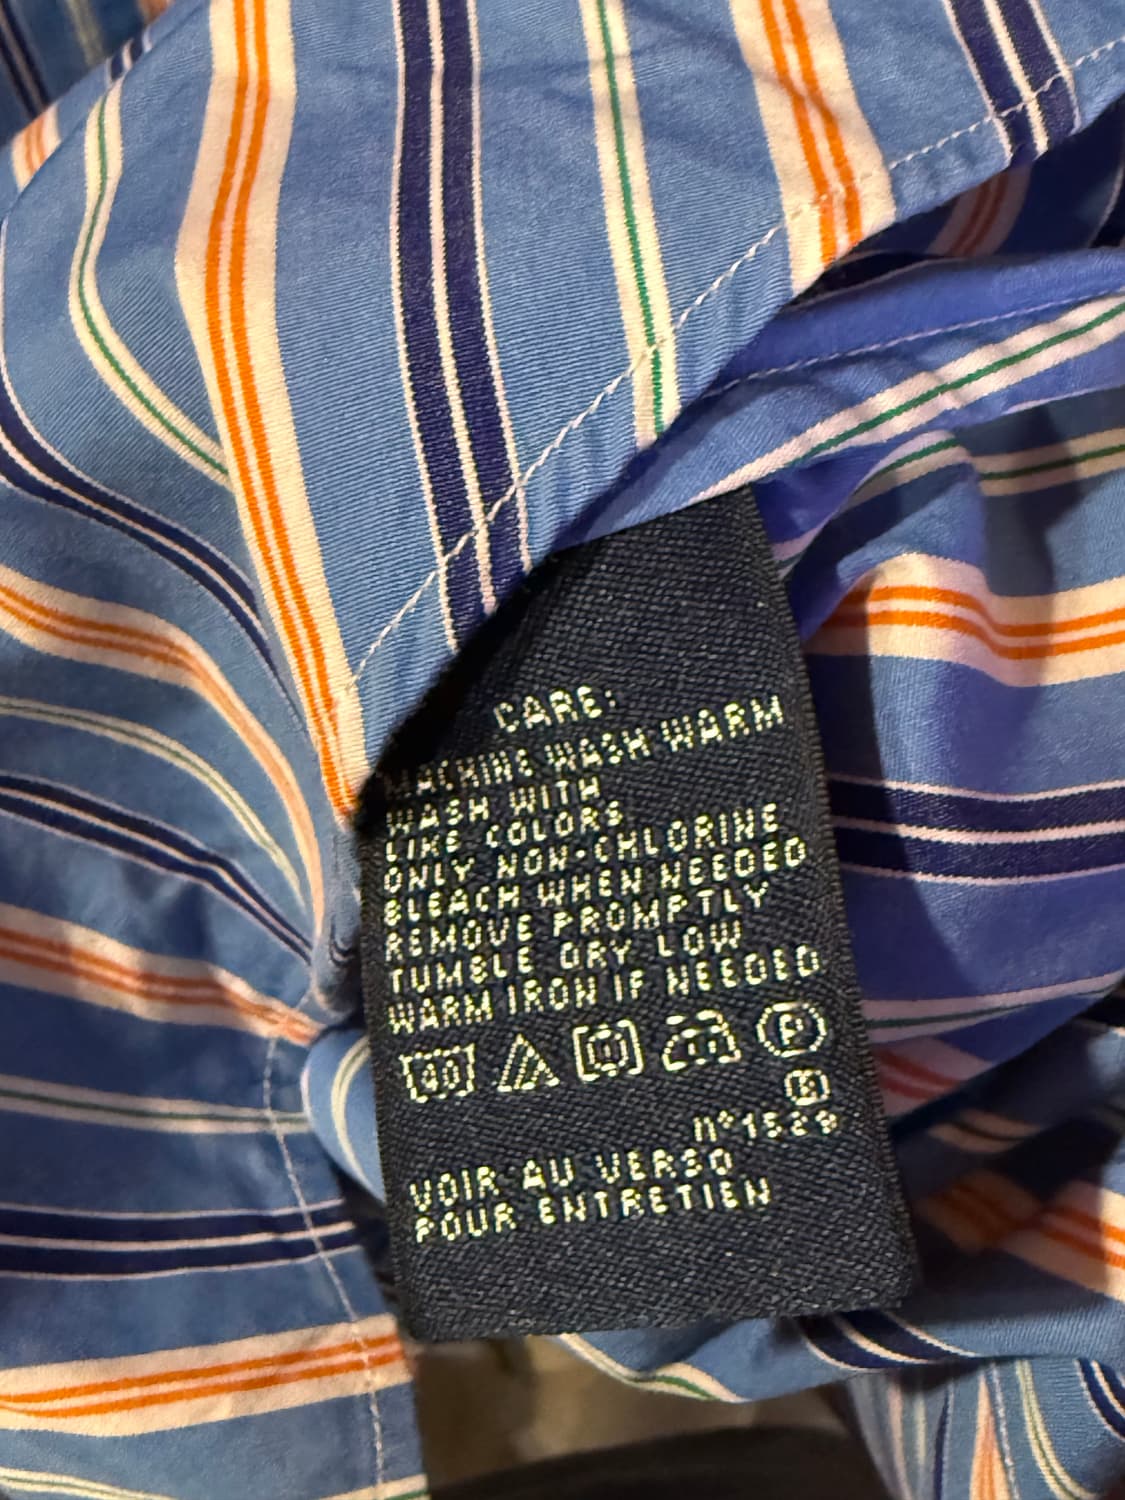 CARE:
MACHINE WASH WARM
WASH WITH
LIKE COLORS
ONLY NON-CHLORINE
BLEACH WHEN NEEDED
REMOVE PROMPTLY
TUMBLE DRY LOW
WARM IRON IF NEEDED
40 P
n°1529
VOIR AU VERSO
POUR ENTRETIEN